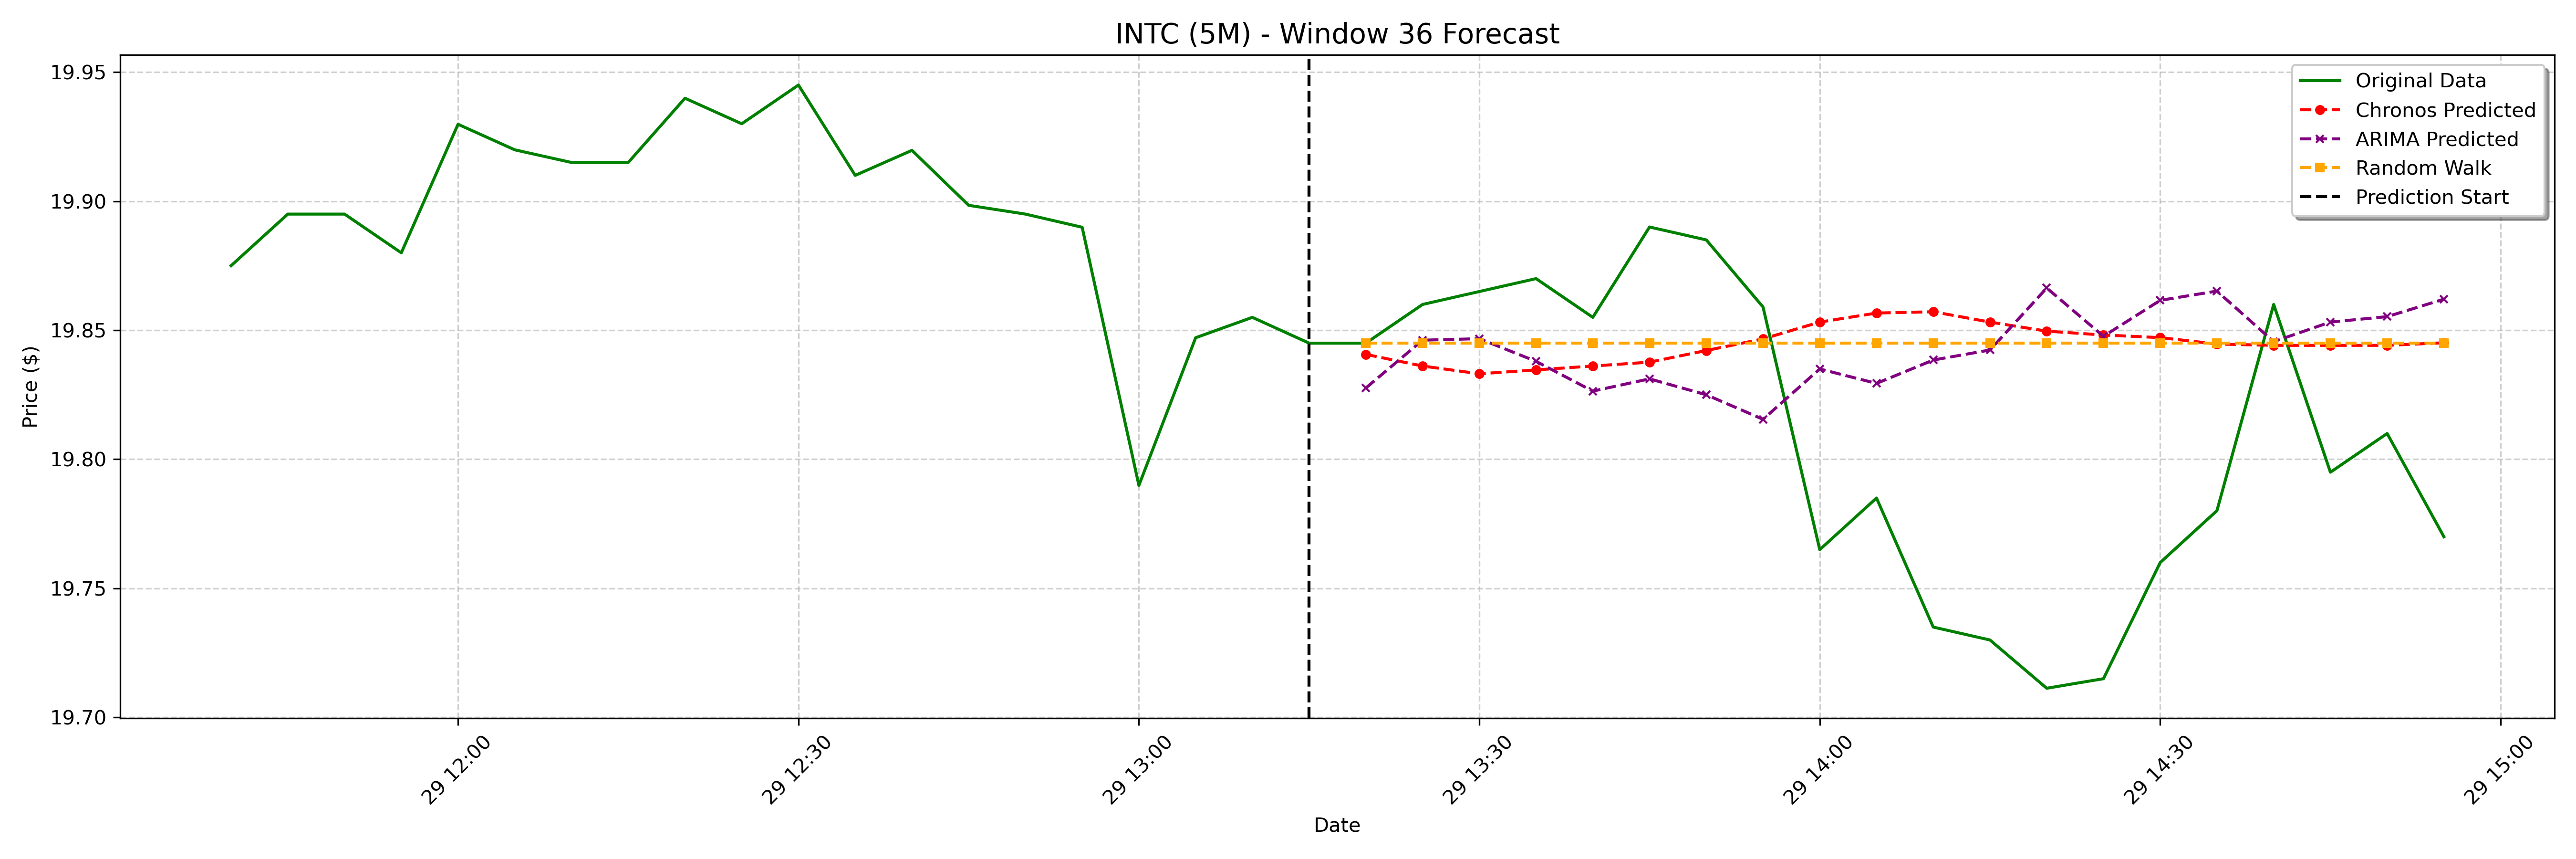 INTC (5M) - Window 36 Forecast
19.95
19.90
19.85
19.80
19.75
19.70
Price ($)
Original Data
Chronos Predicted
ARIMA Predicted
Random Walk
Prediction Start
29 12:00
29 12:30
29 13:00
29 13:30
29 14:00
29 14:30
29 15:00
Date